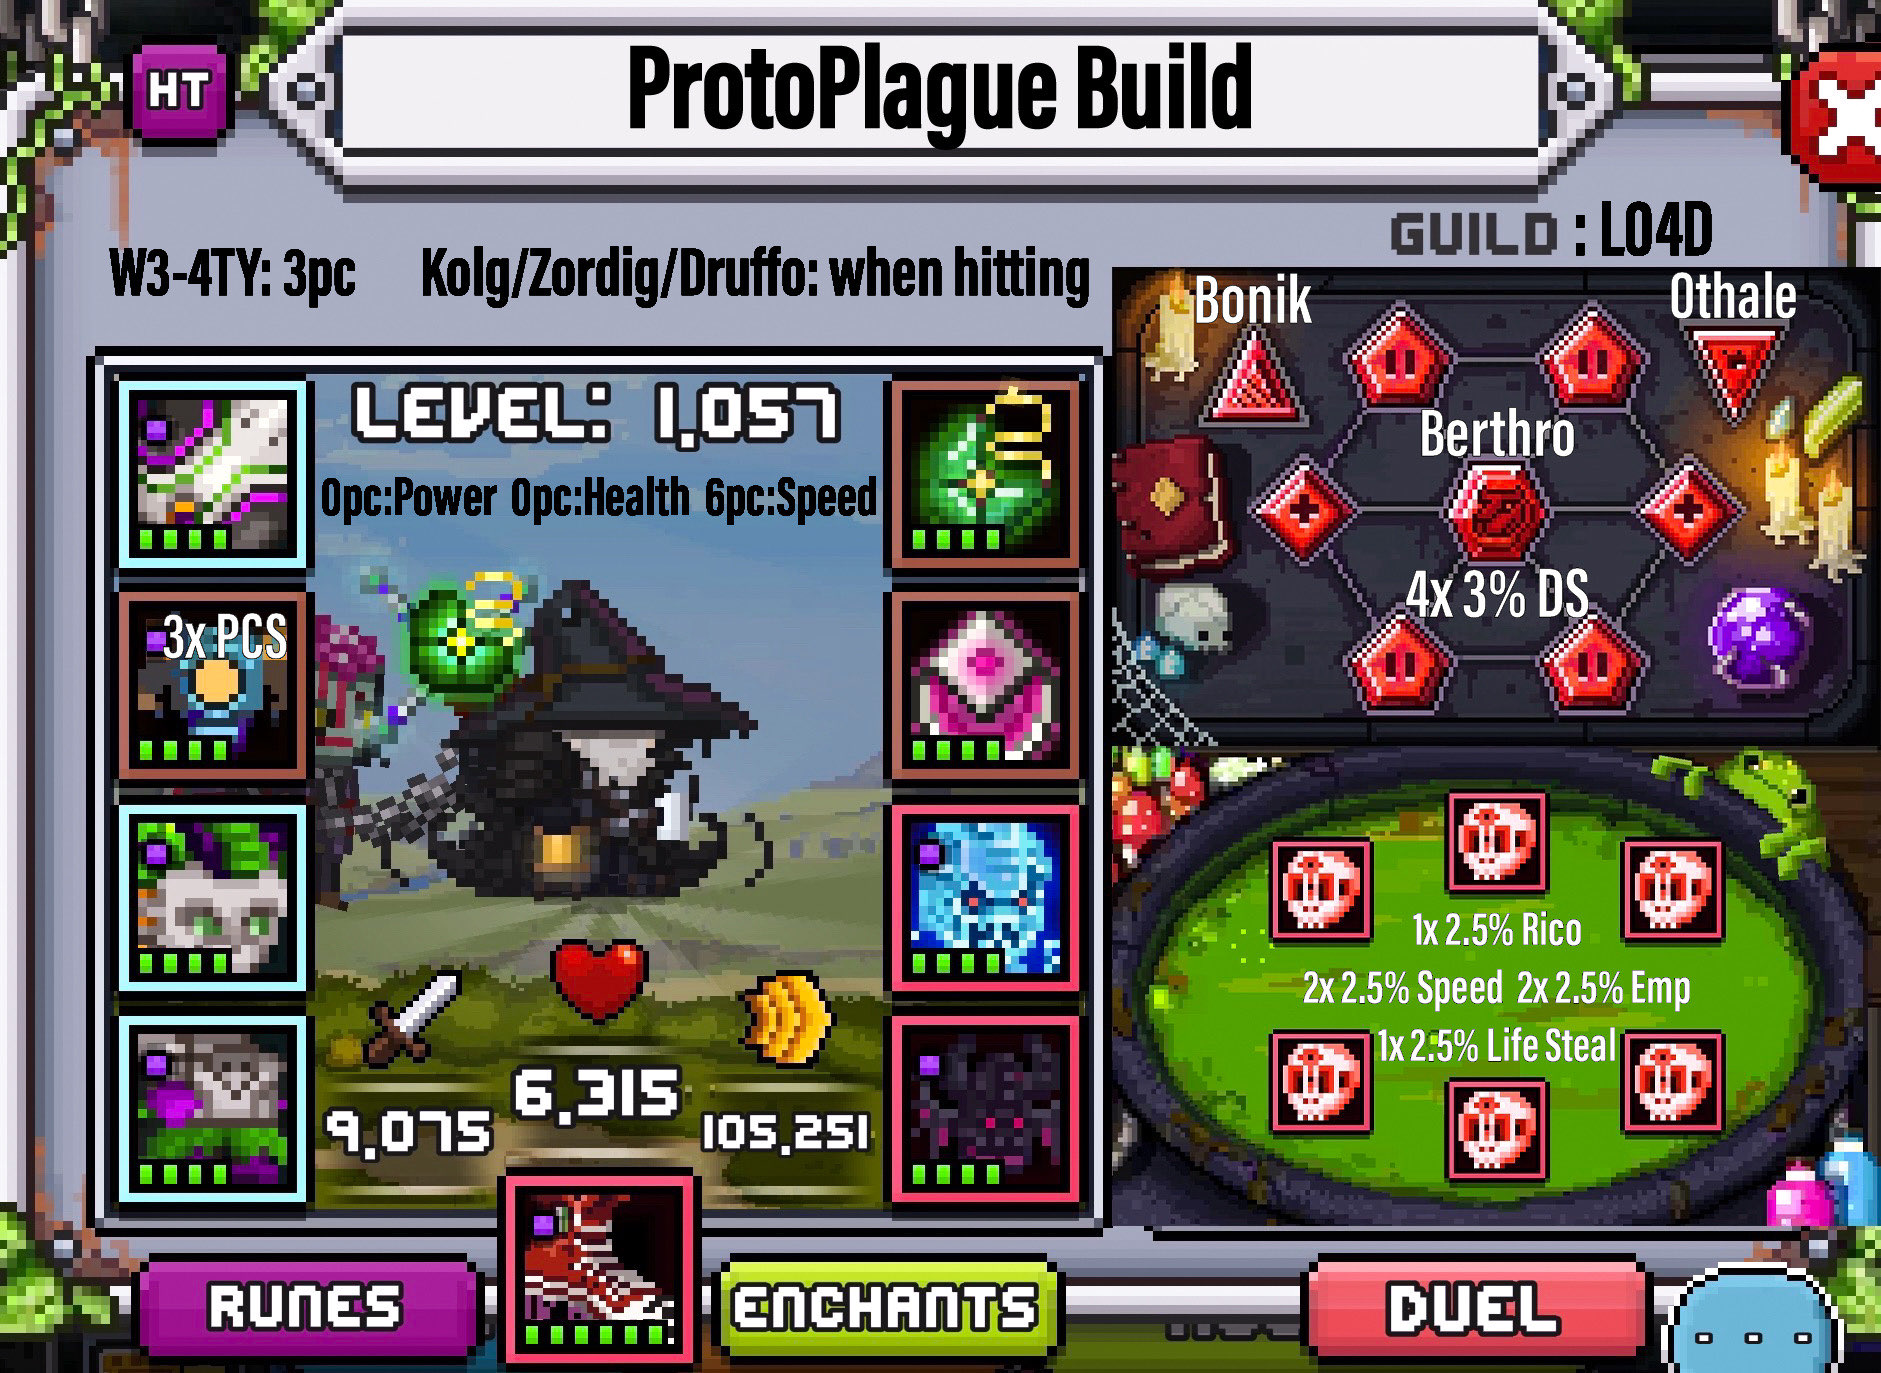 HT
ProtoPlague Build
GUILD : L04D
W3-4TY: 3pc Kolg/Zordig/Druffo: when hitting
Bonik
Othale
LEVEL: 1,057
0pc:Power 0pc:Health 6pc:Speed
Berthro
4x 3% DS
3x PCS
1x 2.5% Rico
2x 2.5% Speed 2x 2.5% Emp
1x 2.5% Life Steal
9,075
6,315
105,251
RUNES
ENCHANTS
DUEL